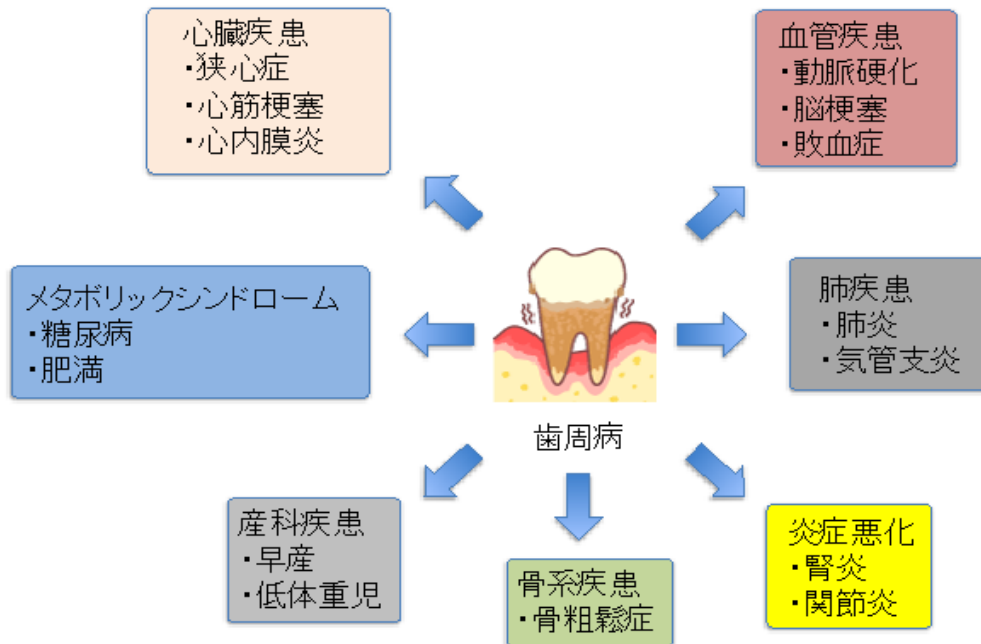 心臓疾患
・狭心症
・心筋梗塞
・心内膜炎
血管疾患
・動脈硬化
・脳梗塞
・敗血症
メタボリックシンドローム
・糖尿病
・肥満
肺疾患
・肺炎
・気管支炎
歯周病
産科疾患
・早産
・低体重児
骨系疾患
・骨粗鬆症
炎症悪化
・腎炎
・関節炎